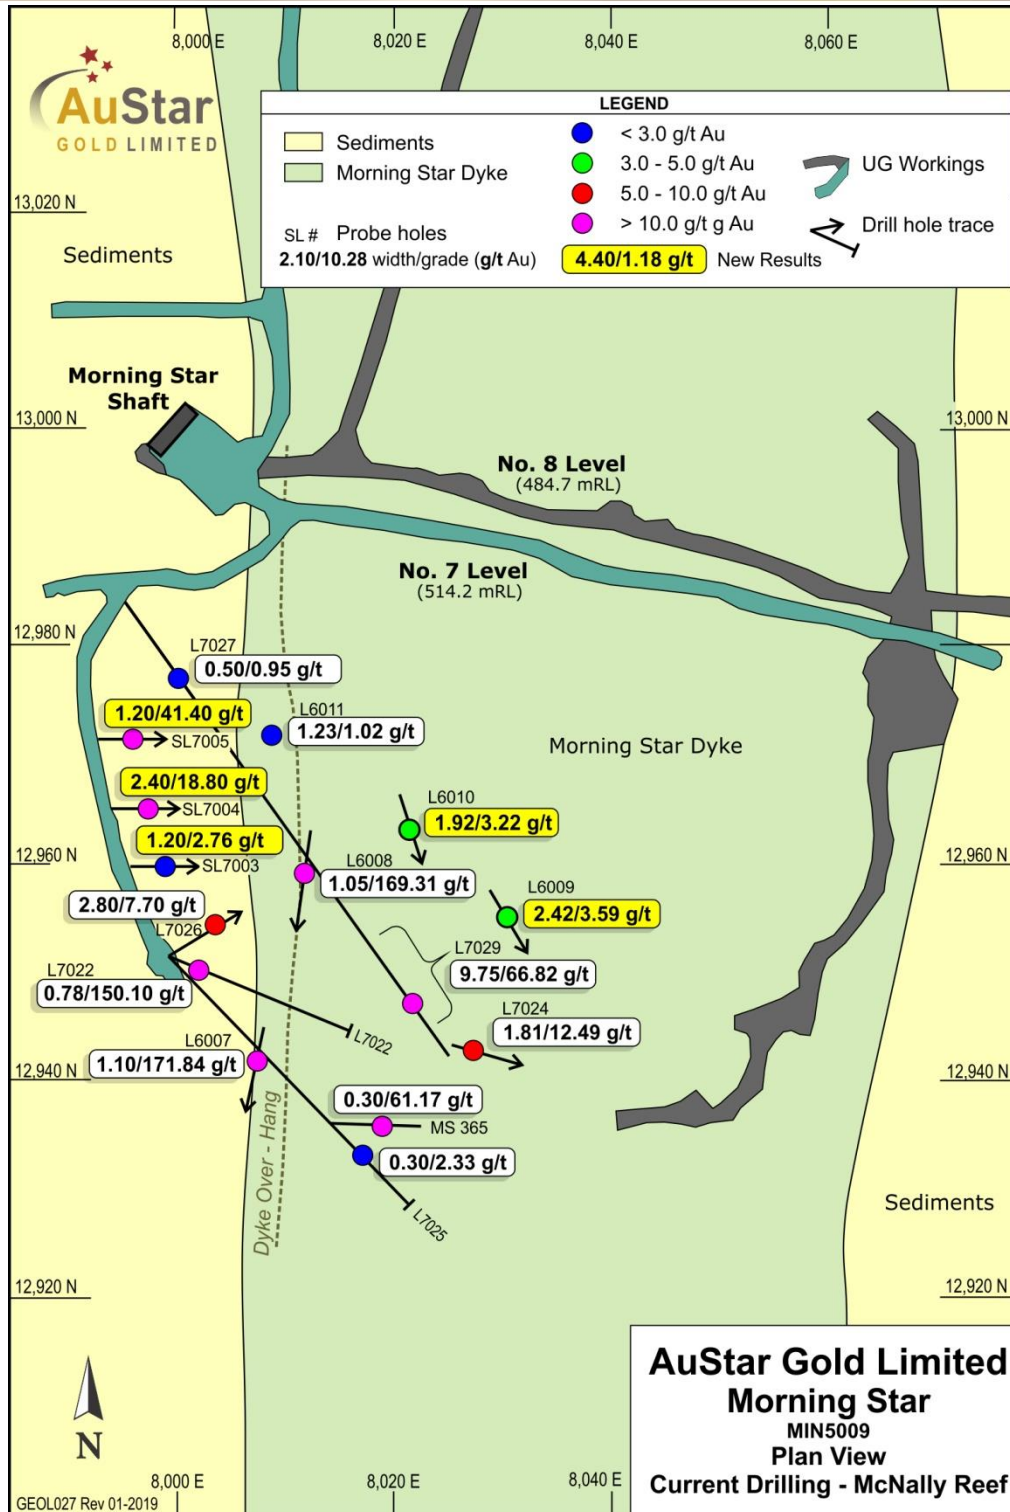 8,000 E
8,020 E
8,040 E
8,060 E
AuStar
GOLD LIMITED
LEGEND
Sediments
Morning Star Dyke
< 3.0 g/t Au
3.0 - 5.0 g/t Au
5.0 - 10.0 g/t Au
> 10.0 g/t g Au
UG Workings
Drill hole trace
SL # Probe holes
2.10/10.28 width/grade (g/t Au)
4.40/1.18 g/t New Results
13,020 N
Sediments
Morning Star
Shaft
13,000 N
13,000 N
No. 8 Level
(484.7 mRL)
No. 7 Level
(514.2 mRL)
12,980 N
L7027
0.50/0.95 g/t
1.20/41.40 g/t
SL7005
L6011
1.23/1.02 g/t
Morning Star Dyke
2.40/18.80 g/t
SL7004
L6010
1.92/3.22 g/t
1.20/2.76 g/t
SL7003
12,960 N
12,960 N
L6008
1.05/169.31 g/t
L6009
2.42/3.59 g/t
2.80/7.70 g/t
L7026
L7029
9.75/66.82 g/t
L7022
0.78/150.10 g/t
L7022
L7024
1.81/12.49 g/t
L6007
1.10/171.84 g/t
12,940 N
12,940 N
0.30/61.17 g/t
MS 365
0.30/2.33 g/t
L7025
Dyke Over - Hang
Sediments
12,920 N
12,920 N
N
AuStar Gold Limited
Morning Star
MIN5009
Plan View
Current Drilling - McNally Reef
8,000 E
8,020 E
8,040 E
GEOL027 Rev 01-2019